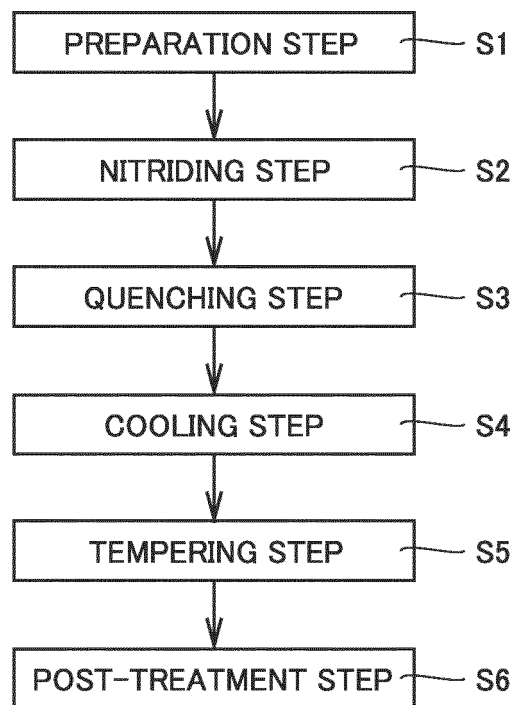 PREPARATION STEP S1
NITRIDING STEP S2
QUENCHING STEP S3
COOLING STEP S4
TEMPERING STEP S5
POST-TREATMENT STEP S6